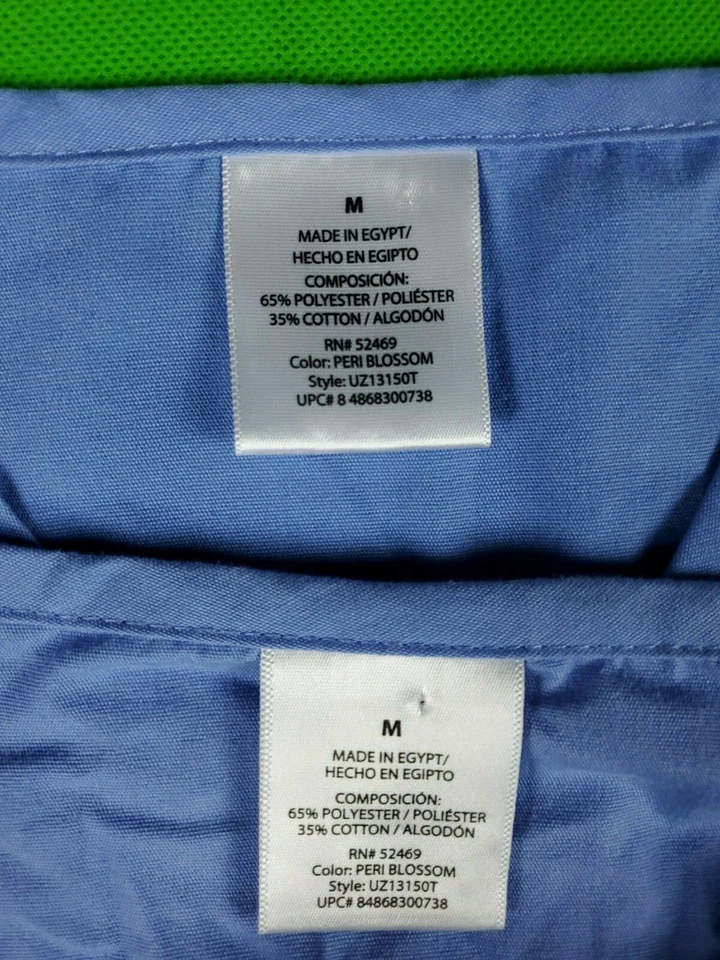 M
MADE IN EGYPT/
HECHO EN EGIPTO
COMPOSICIÓN:
65% POLYESTER / POLIÉSTER
35% COTTON / ALGODÓN
RN# 52469
Color: PERI BLOSSOM
Style: UZ13150T
UPC# 8 4868300738
M
MADE IN EGYPT/
HECHO EN EGIPTO
COMPOSICIÓN:
65% POLYESTER / POLIÉSTER
35% COTTON / ALGODÓN
RN# 52469
Color: PERI BLOSSOM
Style: UZ13150T
UPC# 84868300738